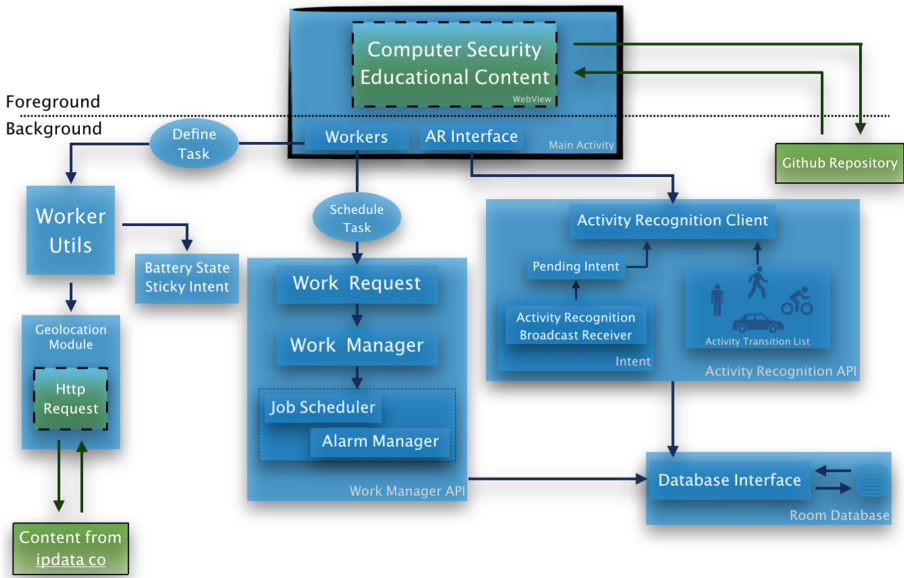 Computer Security
Educational Content
WebView
Foreground
Background
Define
Task
Workers
AR Interface
Main Activity
Github Repository
Worker
Utils
Schedule
Task
Activity Recognition Client
Battery State
Sticky Intent
Work Request
Pending Intent
Geolocation
Module
Activity Recognition
Broadcast Receiver
Work Manager
Activity Transition List
Intent
Activity Recognition API
Http
Request
Job Scheduler
Alarm Manager
Work Manager API
Database Interface
Room Database
Content from
ipdata co